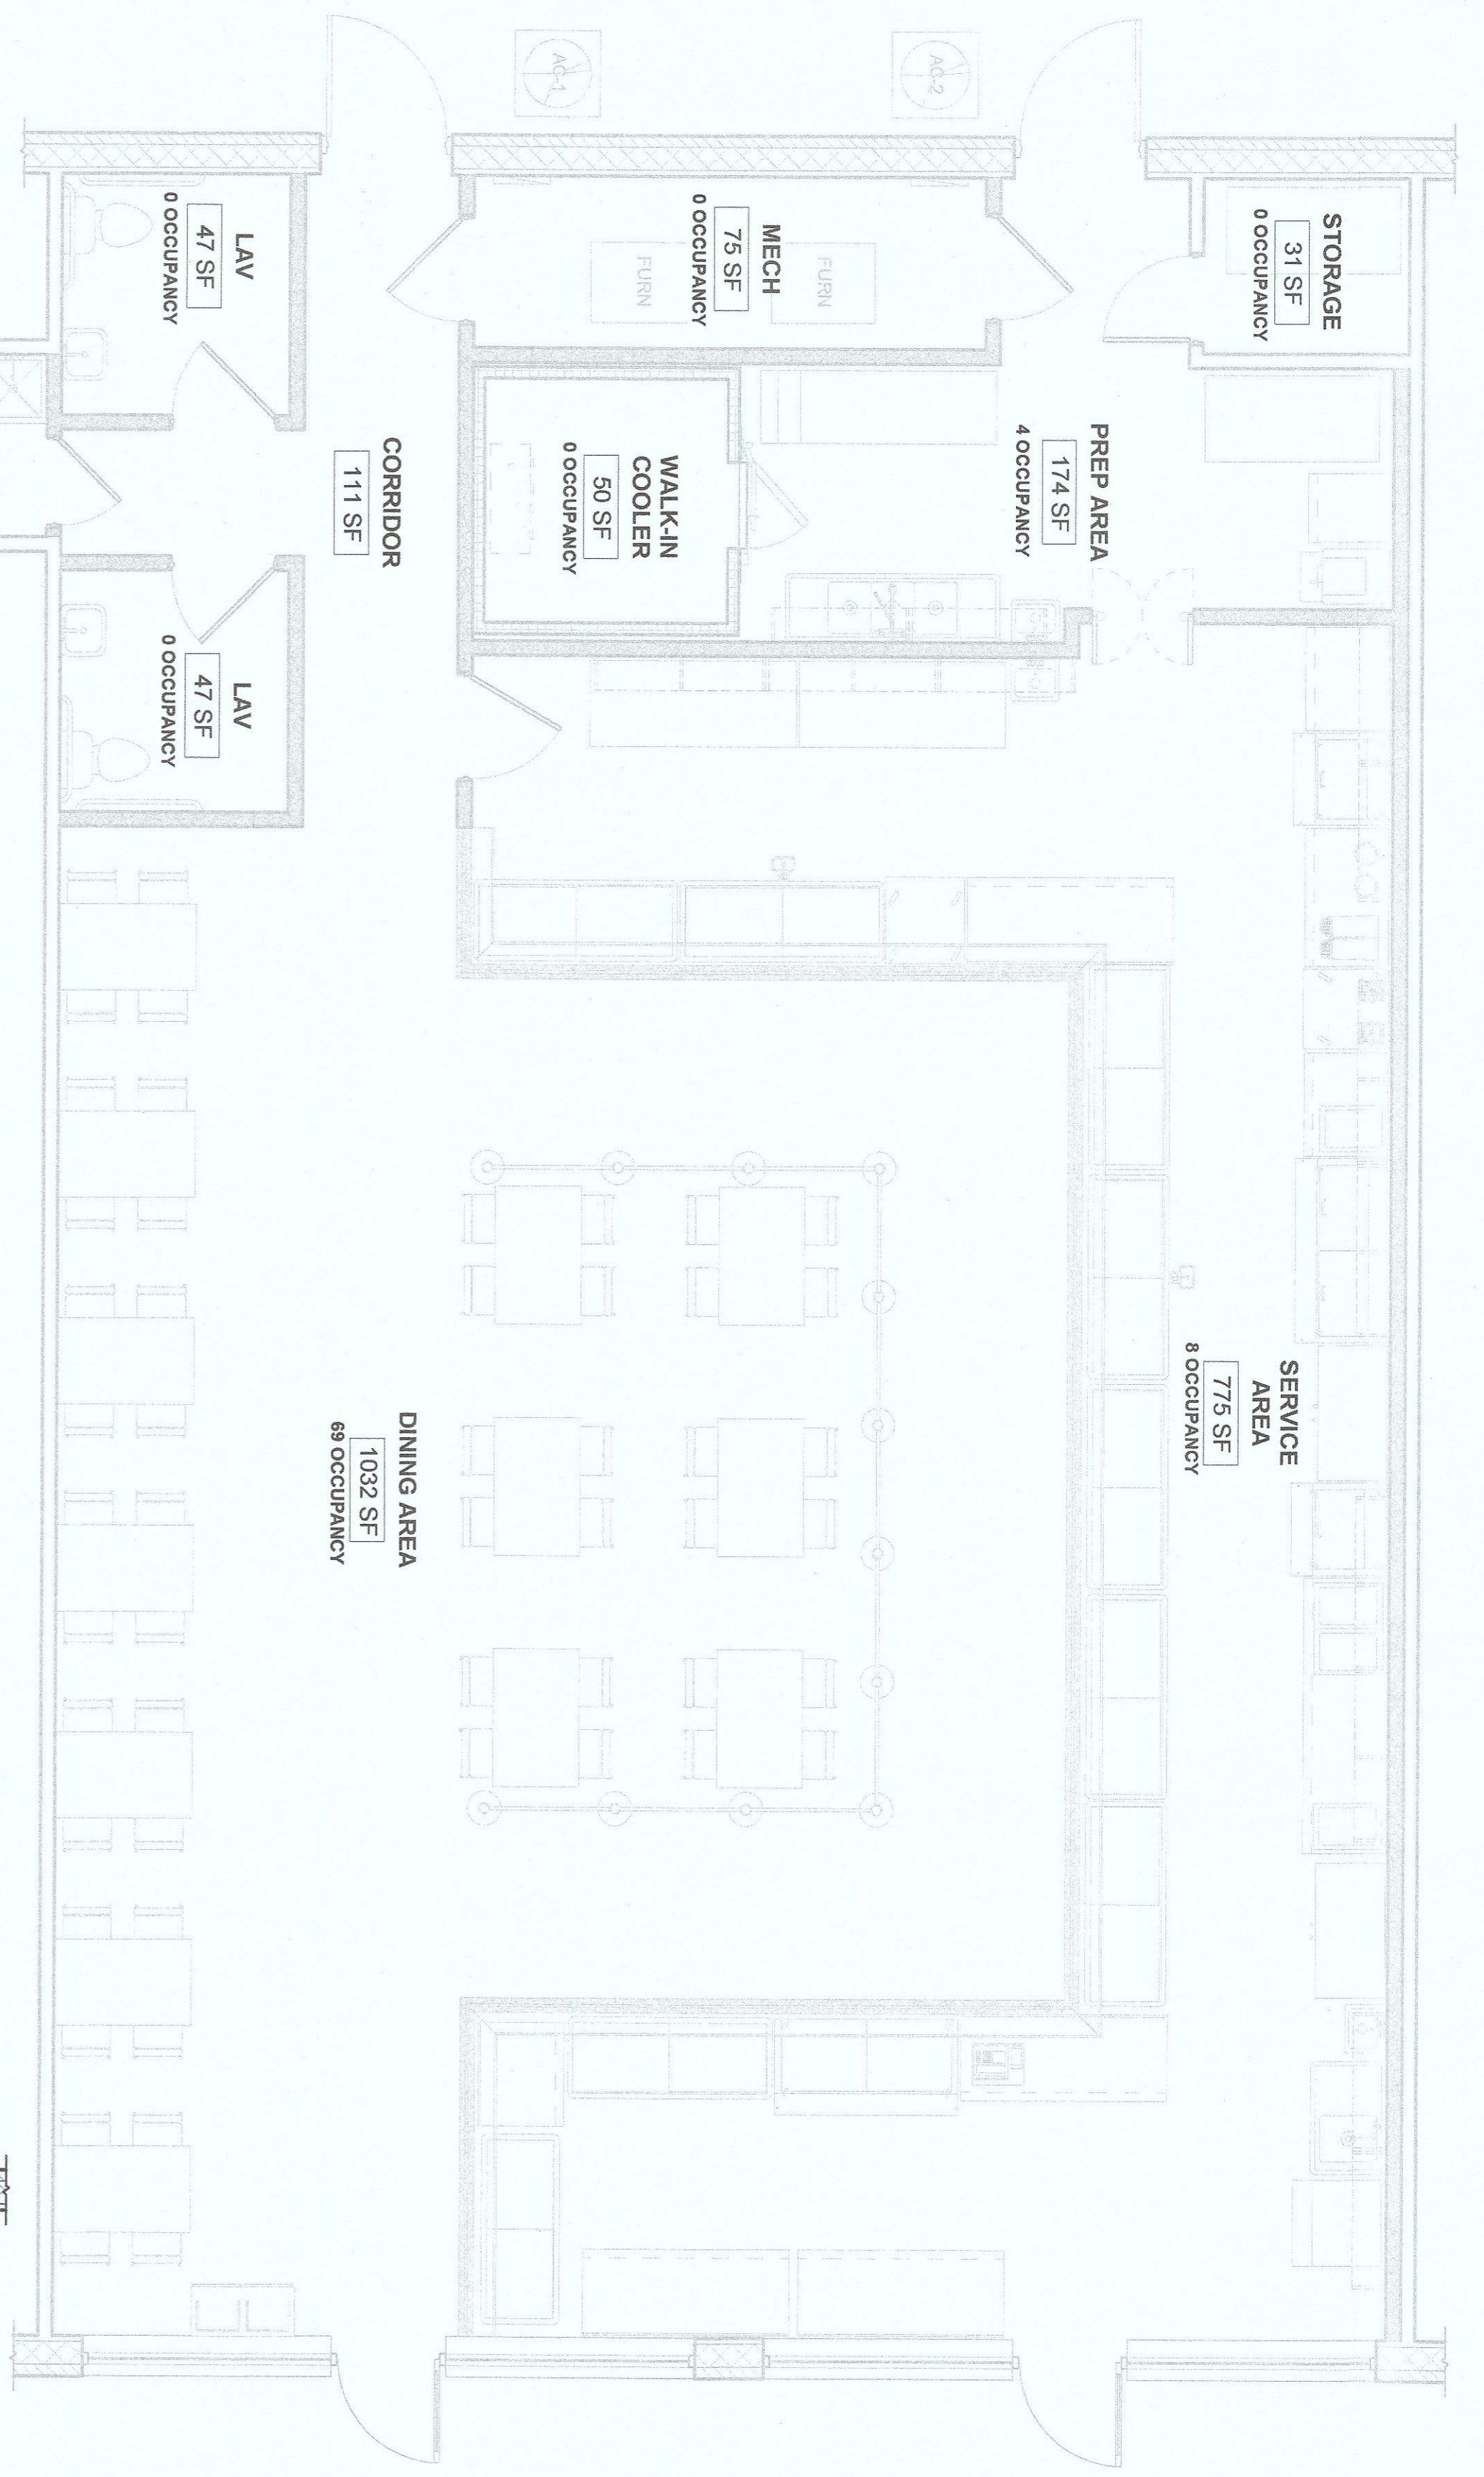 AC-1
AC-2
STORAGE
31 SF
0 OCCUPANCY
MECH
75 SF
0 OCCUPANCY
FURN
FURN
LAV
47 SF
0 OCCUPANCY
PREP AREA
174 SF
4 OCCUPANCY
WALK-IN
COOLER
50 SF
0 OCCUPANCY
CORRIDOR
111 SF
LAV
47 SF
0 OCCUPANCY
SERVICE
AREA
775 SF
8 OCCUPANCY
DINING AREA
1032 SF
69 OCCUPANCY